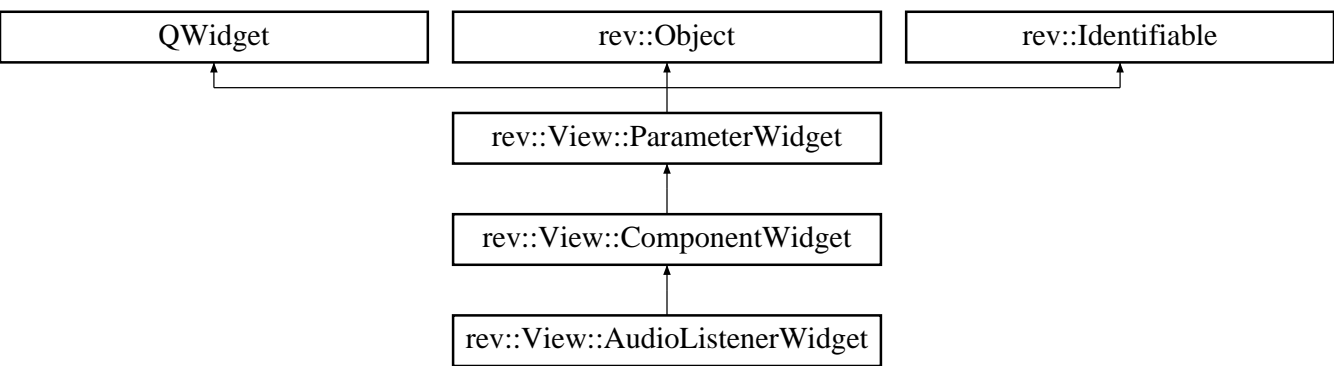 QWidget
rev::Object
rev::Identifiable
rev::View::ParameterWidget
rev::View::ComponentWidget
rev::View::AudioListenerWidget